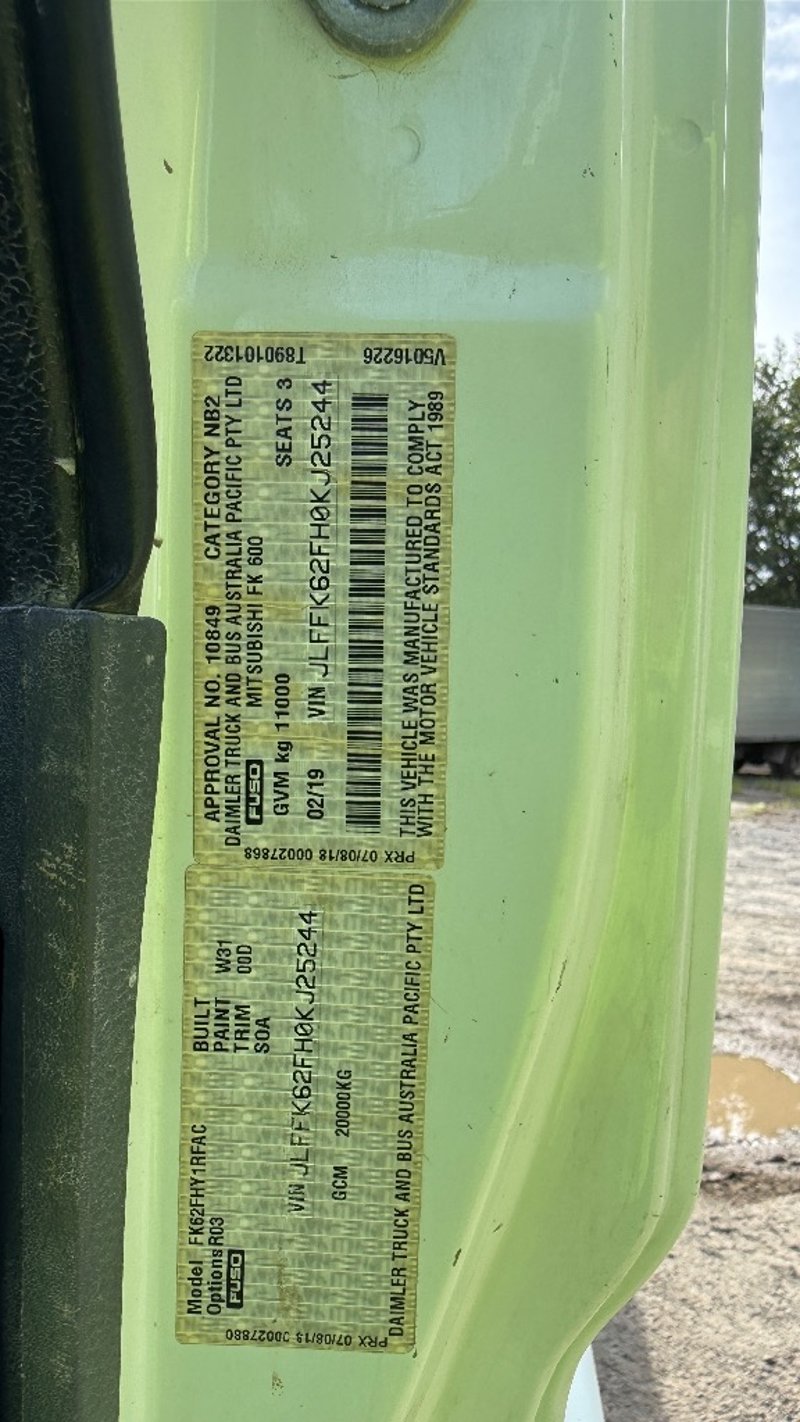 T890101322
V5016226
APPROVAL NO. 10849 CATEGORY NB2
DAIMLER TRUCK AND BUS AUSTRALIA PACIFIC PTY LTD
FUSO MITSUBISHI FK 600
GVM kg 11000 SEATS 3
02/19 VIN JLFFK62FH0KJ25244
THIS VEHICLE WAS MANUFACTURED TO COMPLY
WITH THE MOTOR VEHICLE STANDARDS ACT 1989
PRX 07/08/18 00027868
Model FK62FHY1RFAC BUILT
Options R03 PAINT W31
FUSO TRIM 00D
SOA
VIN JLFFK62FH0KJ25244
GCM 20000KG
DAIMLER TRUCK AND BUS AUSTRALIA PACIFIC PTY LTD
PRX 07/08/18 00027880